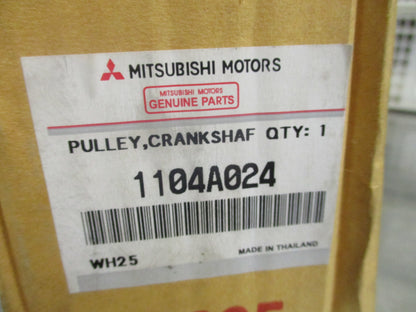 MITSUBISHI MOTORS
MITSUBISHI MOTORS
GENUINE PARTS
PULLEY,CRANKSHAF QTY: 1
1104A024
WH25
MADE IN THAILAND